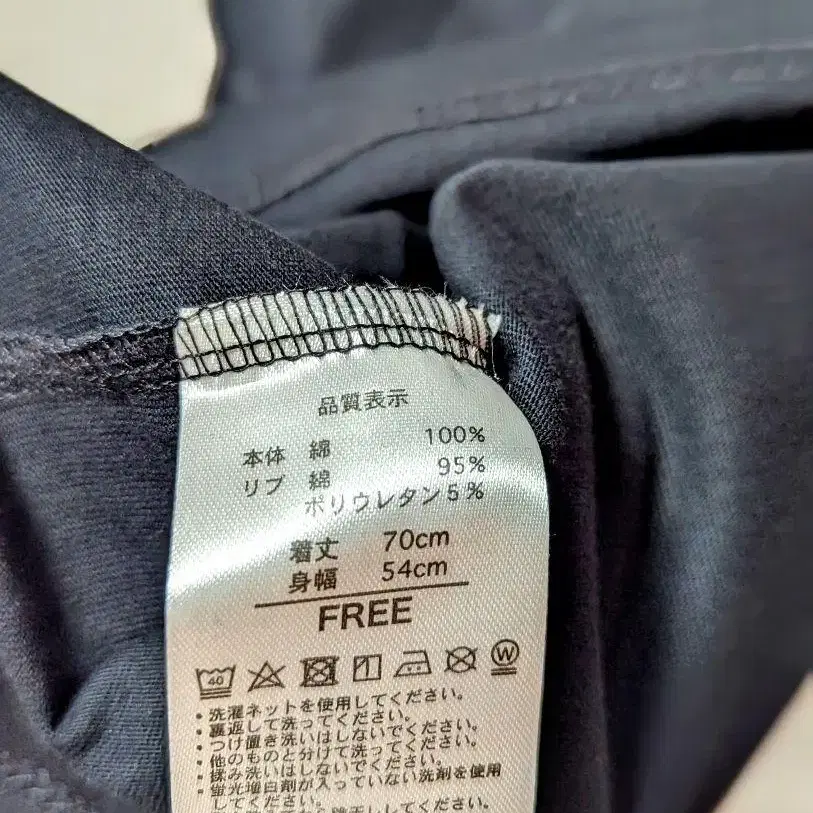 品質表示
本体 綿 100%
リブ 綿 95%
ポリウレタン5%
着丈 70cm
身幅 54cm
FREE
40 W
・洗濯ネットを使用してください。
・裏返して洗ってください。
・つけ置き洗いはしないでください。
・他のものと分けて洗ってください。
・揉み洗いはしないでください。
・蛍光増白剤が入っていない洗剤を使用
してください。